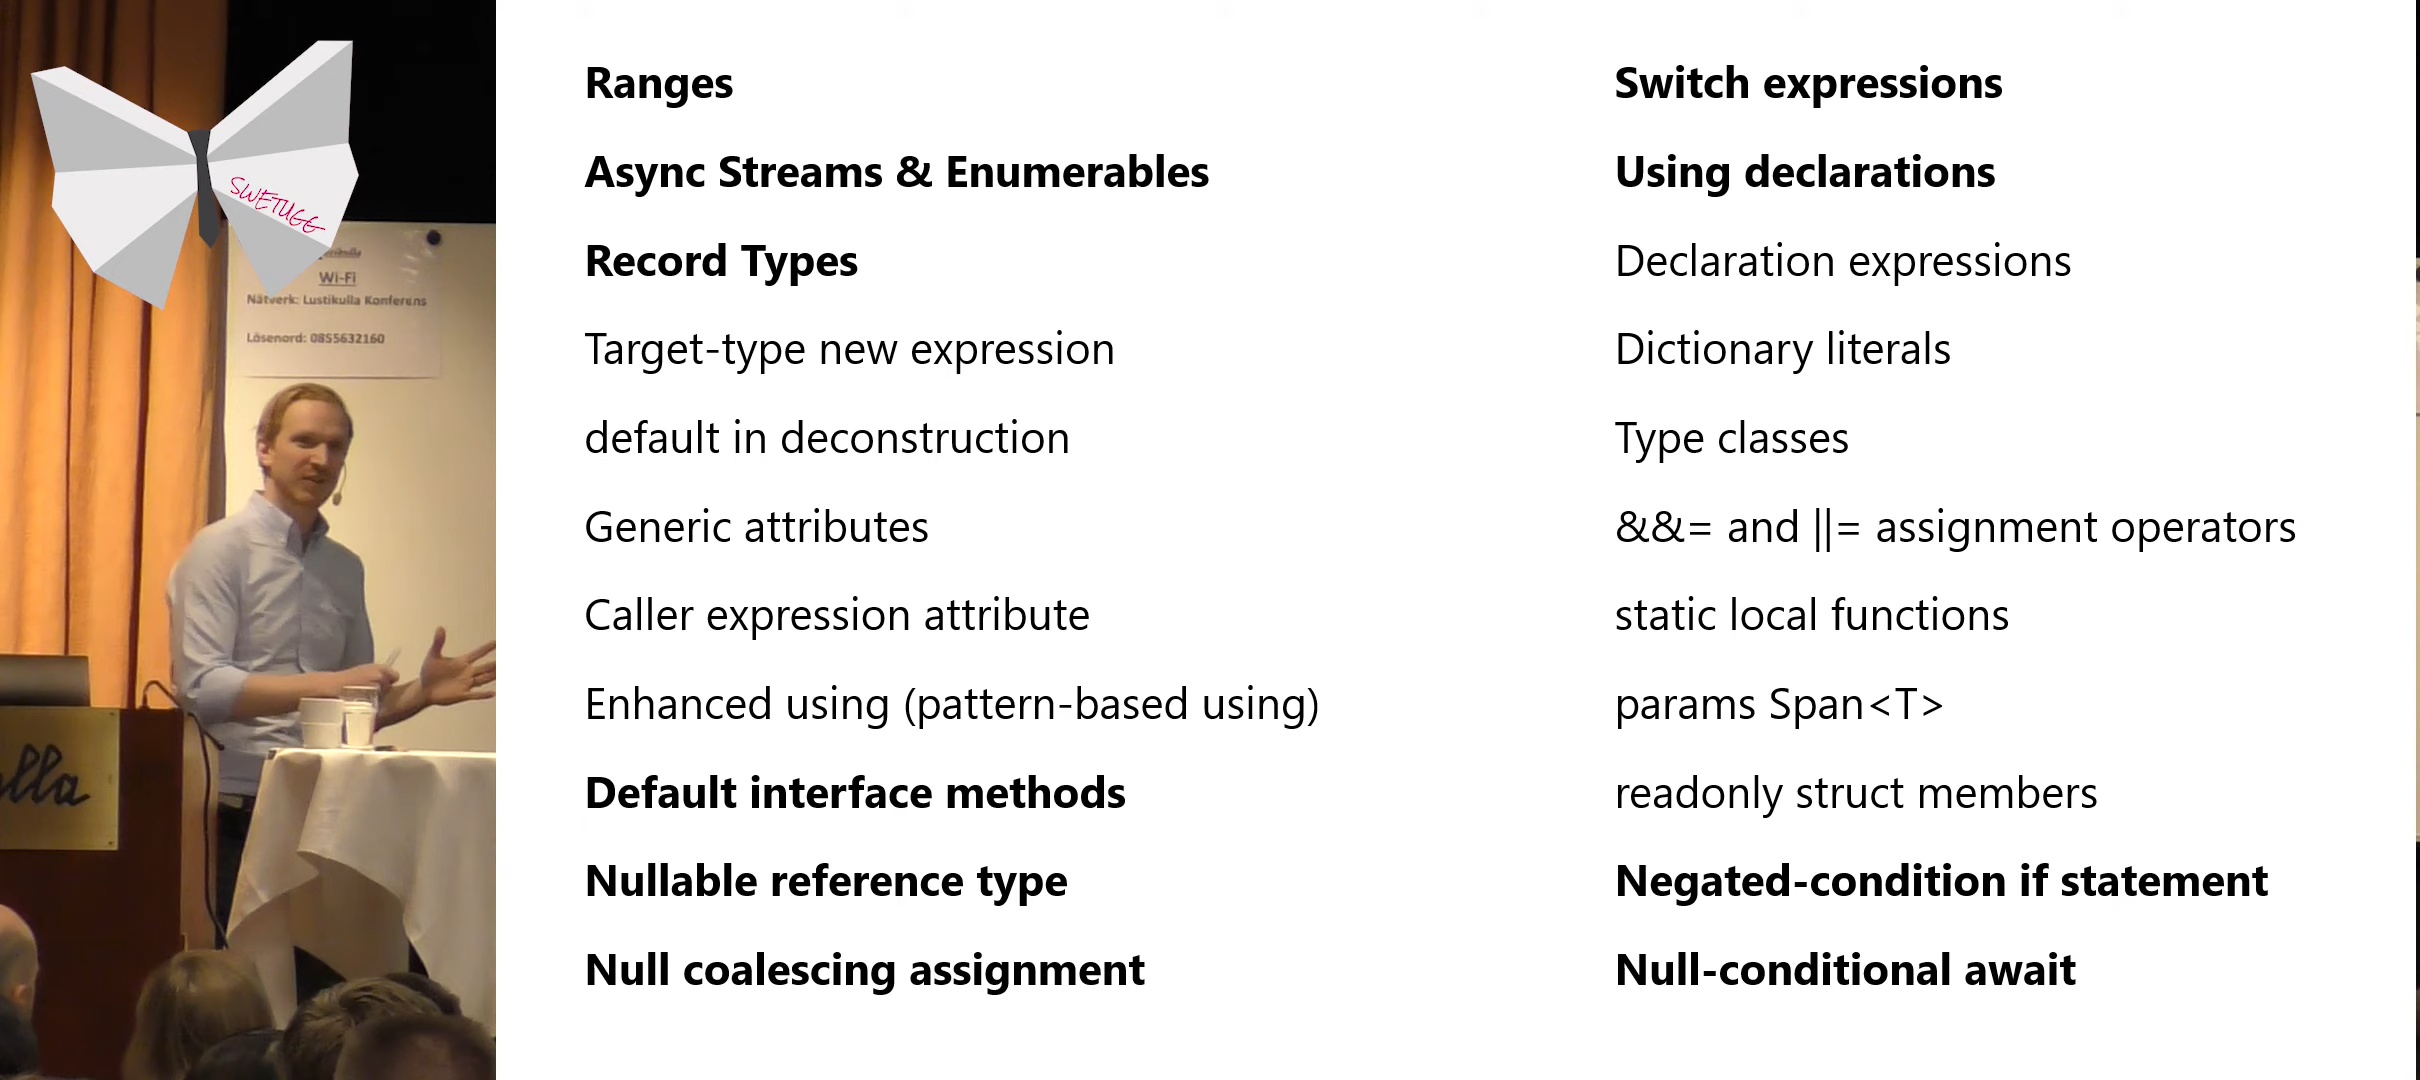 SWETUGG
Wi-Fi
Nätverk: Lustikulla Konferens
Lösenord: 0855632160
Ranges
Async Streams & Enumerables
Record Types
Target-type new expression
default in deconstruction
Generic attributes
Caller expression attribute
Enhanced using (pattern-based using)
Default interface methods
Nullable reference type
Null coalescing assignment
Switch expressions
Using declarations
Declaration expressions
Dictionary literals
Type classes
&&= and ||= assignment operators
static local functions
params Span<T>
readonly struct members
Negated-condition if statement
Null-conditional await